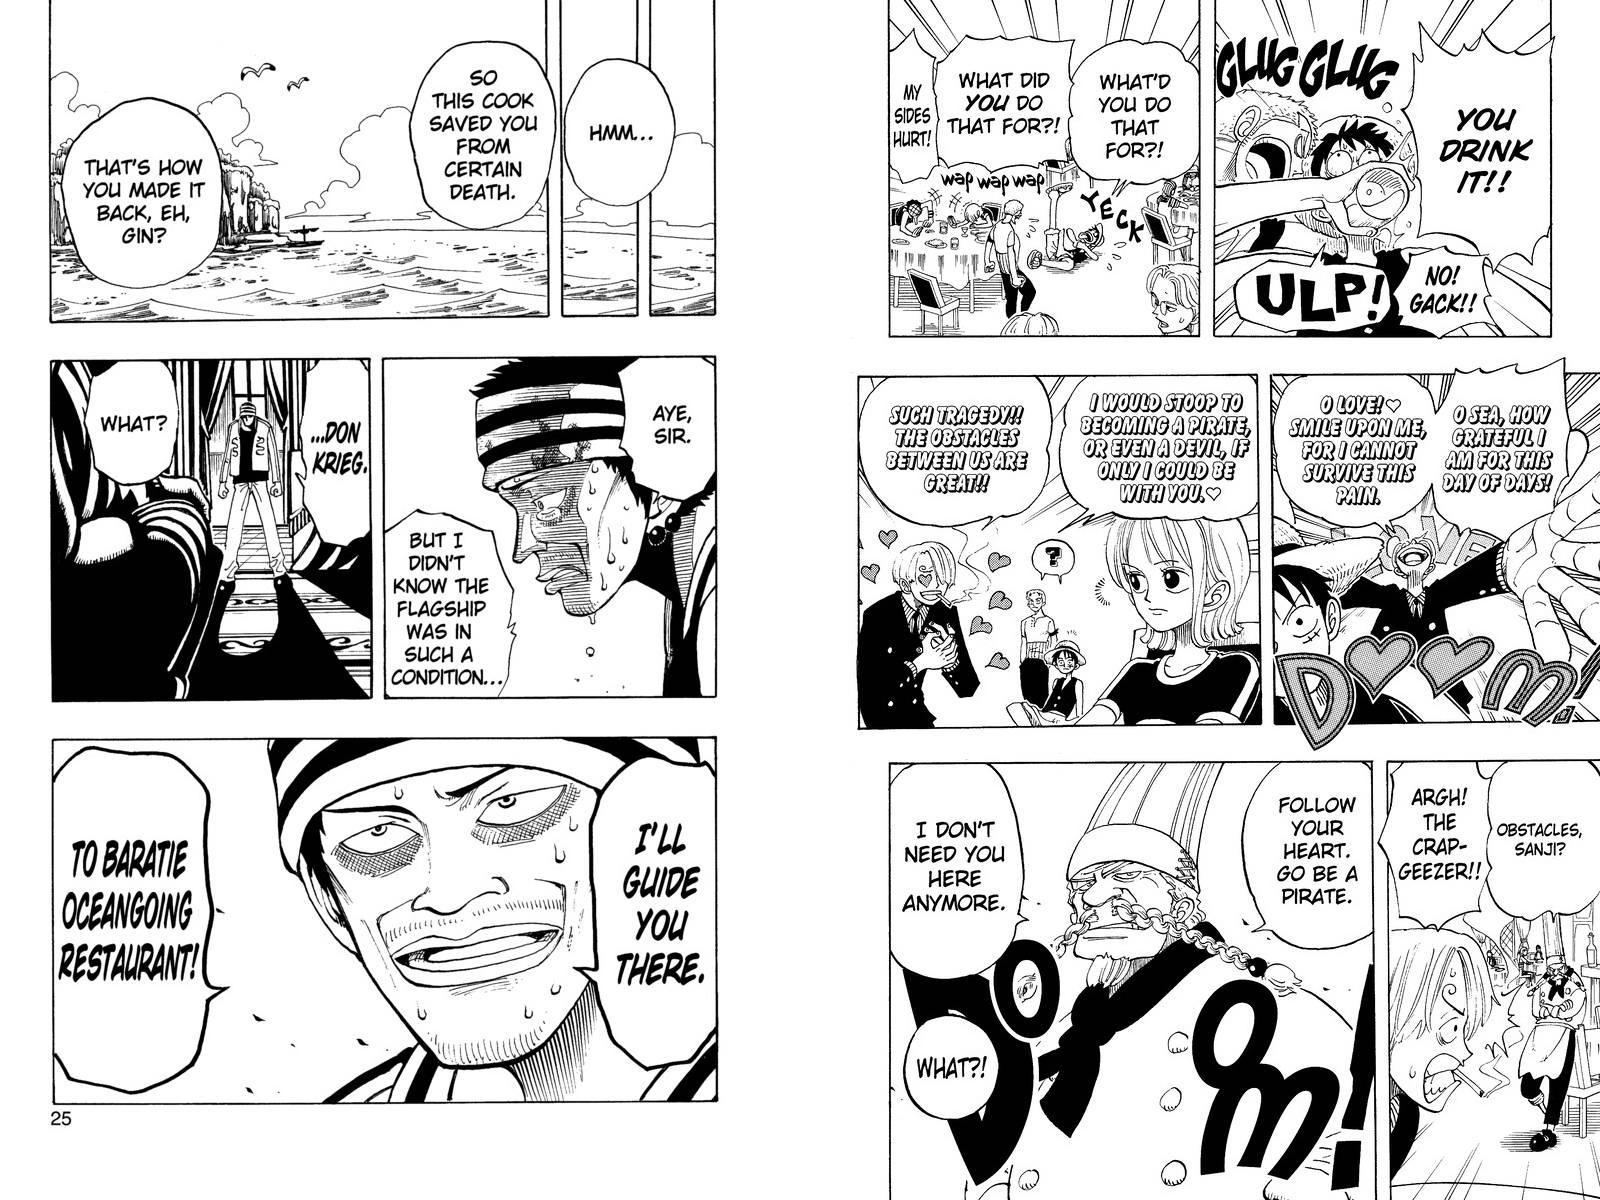 GLUG GLUG
YOU
DRINK
IT!!
NO!
GACK!!
ULP!
WHAT'D
YOU DO
THAT
FOR?!
WHAT DID
YOU DO
THAT FOR?!
MY
SIDES
HURT!
WAP WAP WAP
YECK
O SEA, HOW
GRATEFUL I
AM FOR THIS
DAY OF DAYS!
O LOVE!♥
SMILE UPON ME,
FOR I CANNOT
SURVIVE THIS
PAIN.
D♥♥M!
I WOULD STOOP TO
BECOMING A PIRATE,
OR EVEN A DEVIL, IF
ONLY I COULD BE
WITH YOU.♥
SUCH TRAGEDY!!
THE OBSTACLES
BETWEEN US ARE
GREAT!!
?
OBSTACLES,
SANJI?
ARGH!
THE
CRAP-
GEEZER!!
FOLLOW
YOUR
HEART.
GO BE A
PIRATE.
I DON'T
NEED YOU
HERE
ANYMORE.
DOOM!
WHAT?!
HMM...
SO
THIS COOK
SAVED YOU
FROM
CERTAIN
DEATH.
THAT'S HOW
YOU MADE IT
BACK, EH,
GIN?
AYE,
SIR.
BUT I
DIDN'T
KNOW THE
FLAGSHIP
WAS IN
SUCH A
CONDITION...
...DON
KRIEG.
WHAT?
I'LL
GUIDE
YOU
THERE.
TO BARATIE
OCEANGOING
RESTAURANT!
25